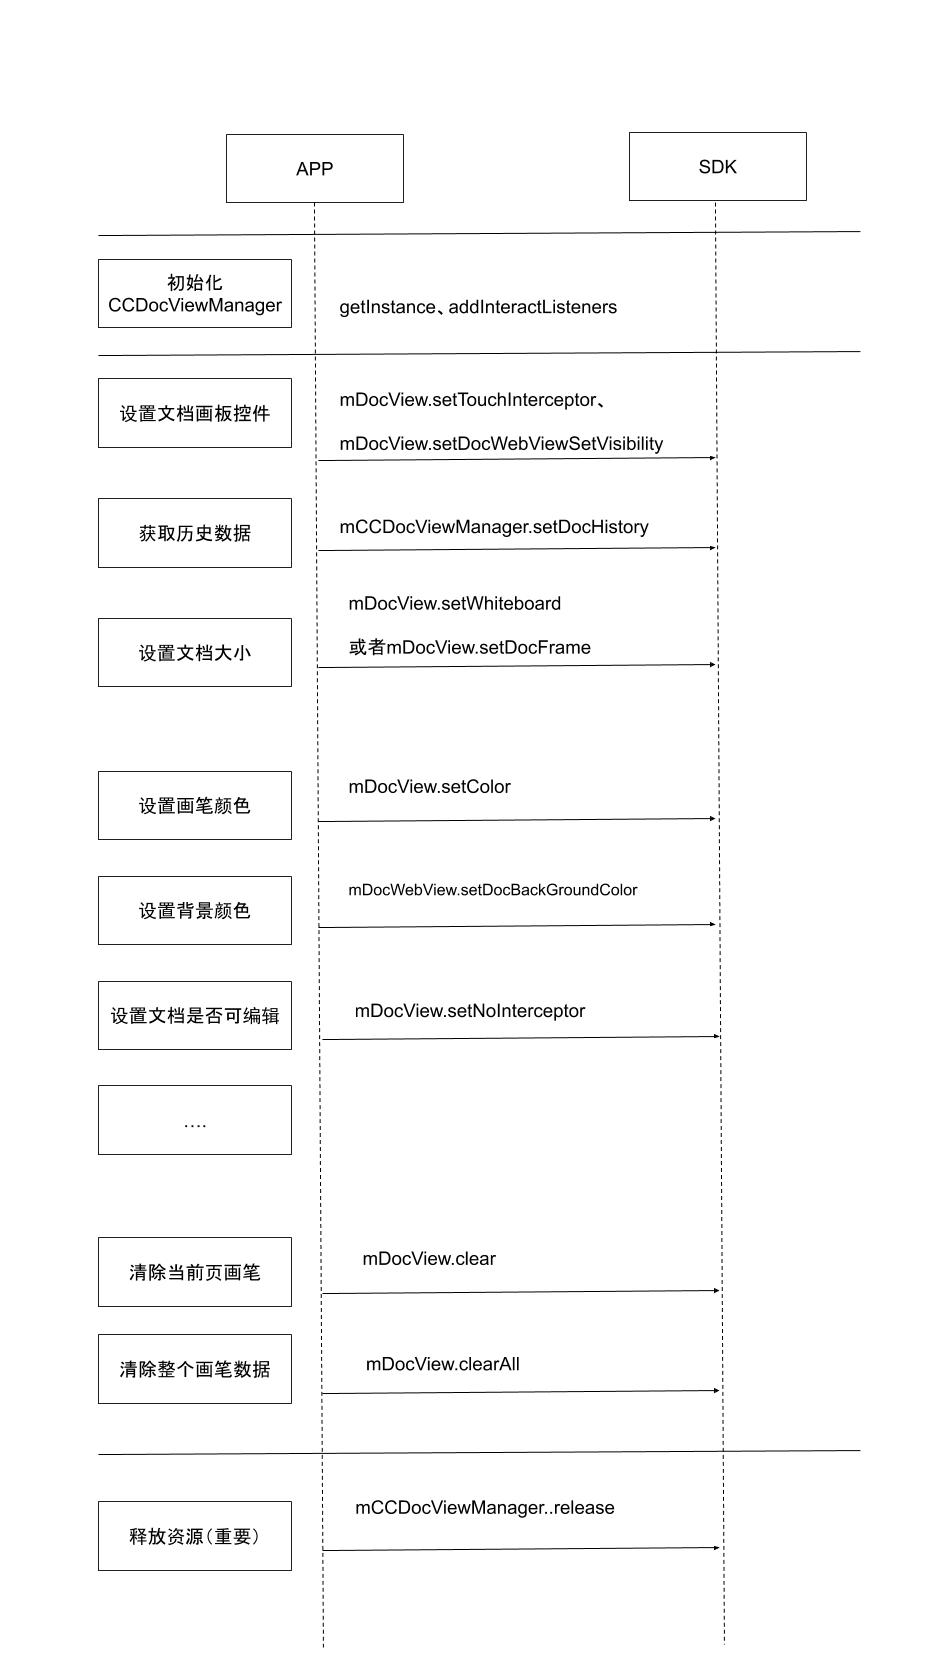 APP
SDK
初始化
CCDocViewManager
getInstance、addInteractListeners
设置文档画板控件
mDocView.setTouchInterceptor、
mDocView.setDocWebViewSetVisibility
获取历史数据
mCCDocViewManager.setDocHistory
设置文档大小
mDocView.setWhiteboard
或者mDocView.setDocFrame
设置画笔颜色
mDocView.setColor
设置背景颜色
mDocWebView.setDocBackGroundColor
设置文档是否可编辑
mDocView.setNoInterceptor
....
清除当前页画笔
mDocView.clear
清除整个画笔数据
mDocView.clearAll
释放资源（重要）
mCCDocViewManager..release